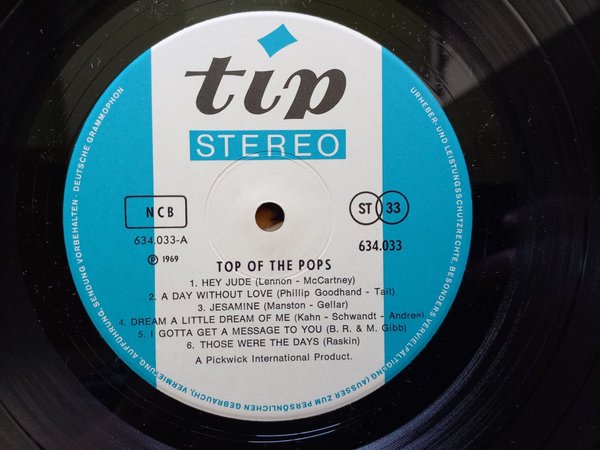 tip
STEREO
NCB
ST 33
634.033-A
634.033
Ⓟ 1969
TOP OF THE POPS
1. HEY JUDE (Lennon - McCartney)
2. A DAY WITHOUT LOVE (Phillip Goodhand - Tait)
3. JESAMINE (Manston - Gellar)
4. DREAM A LITTLE DREAM OF ME (Kahn - Schwandt - Andree)
5. I GOTTA GET A MESSAGE TO YOU (B. R. & M. Gibb)
6. THOSE WERE THE DAYS (Raskin)
A Pickwick International Product.
URHEBER- UND LEISTUNGSSCHUTZRECHTE, BESONDERS VERVIELFÄLTIGUNG (AUSSER ZUM PERSÖNLICHEN GEBRAUCH), VERMIETUNG, AUFFÜHRUNG, SENDUNG VORBEHALTEN · DEUTSCHE GRAMMOPHON